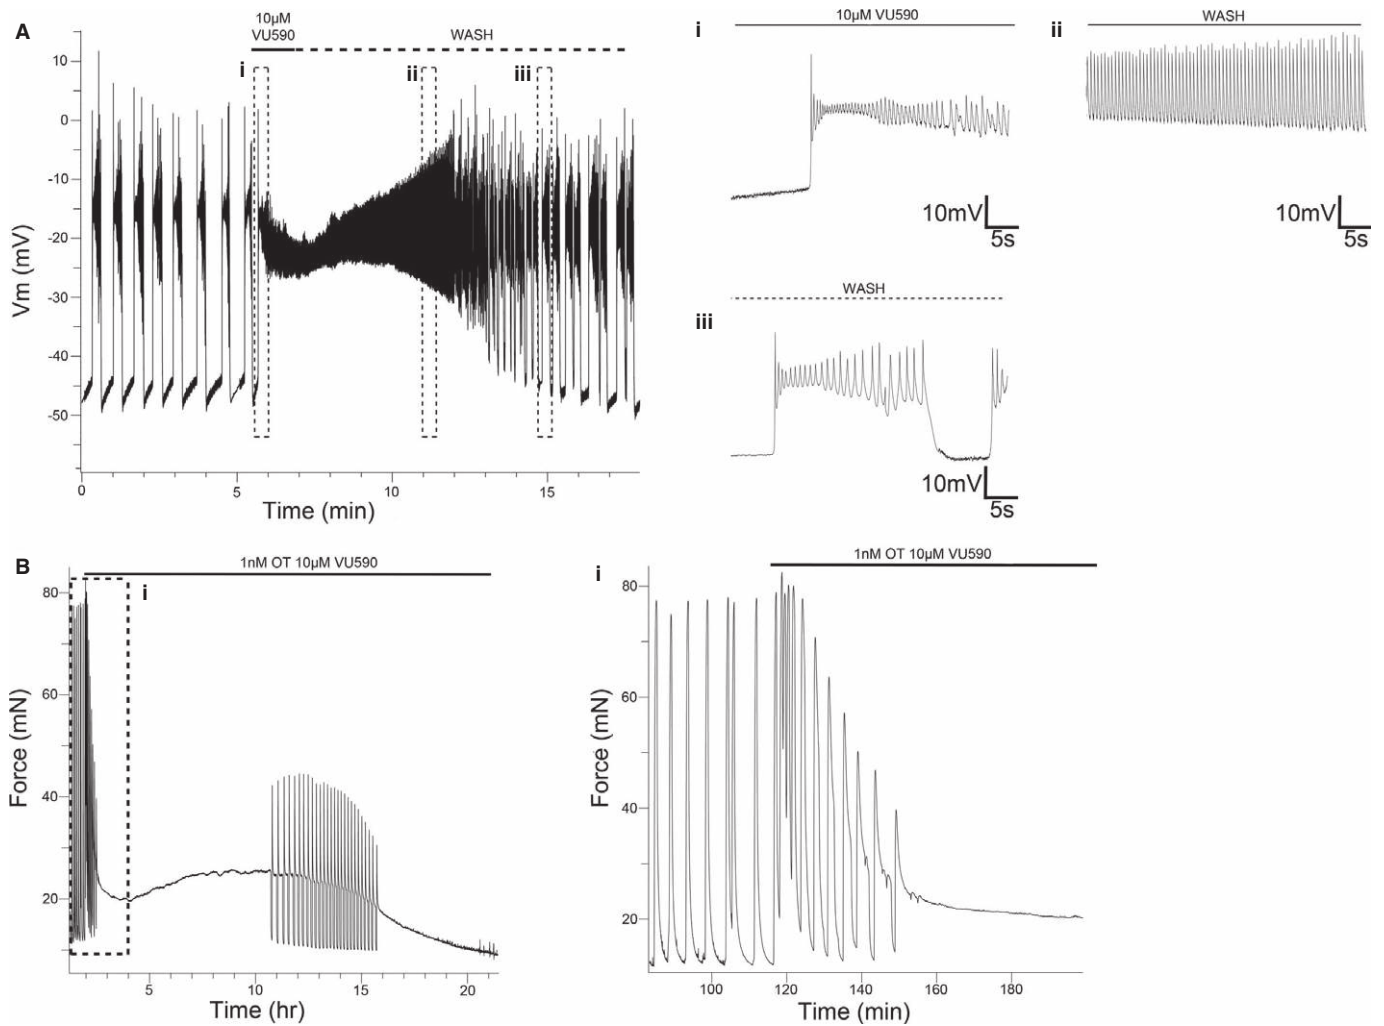 A
10µM
VU590
WASH
i
ii
iii
10
0
-10
-20
-30
-40
-50
Vm (mV)
0
5
10
15
Time (min)
i
10µM VU590
10mV
5s
ii
WASH
10mV
5s
iii
WASH
10mV
5s
B
1nM OT 10µM VU590
i
80
60
40
20
Force (mN)
5
10
15
20
Time (hr)
i
1nM OT 10µM VU590
80
60
40
20
Force (mN)
100
120
140
160
180
Time (min)